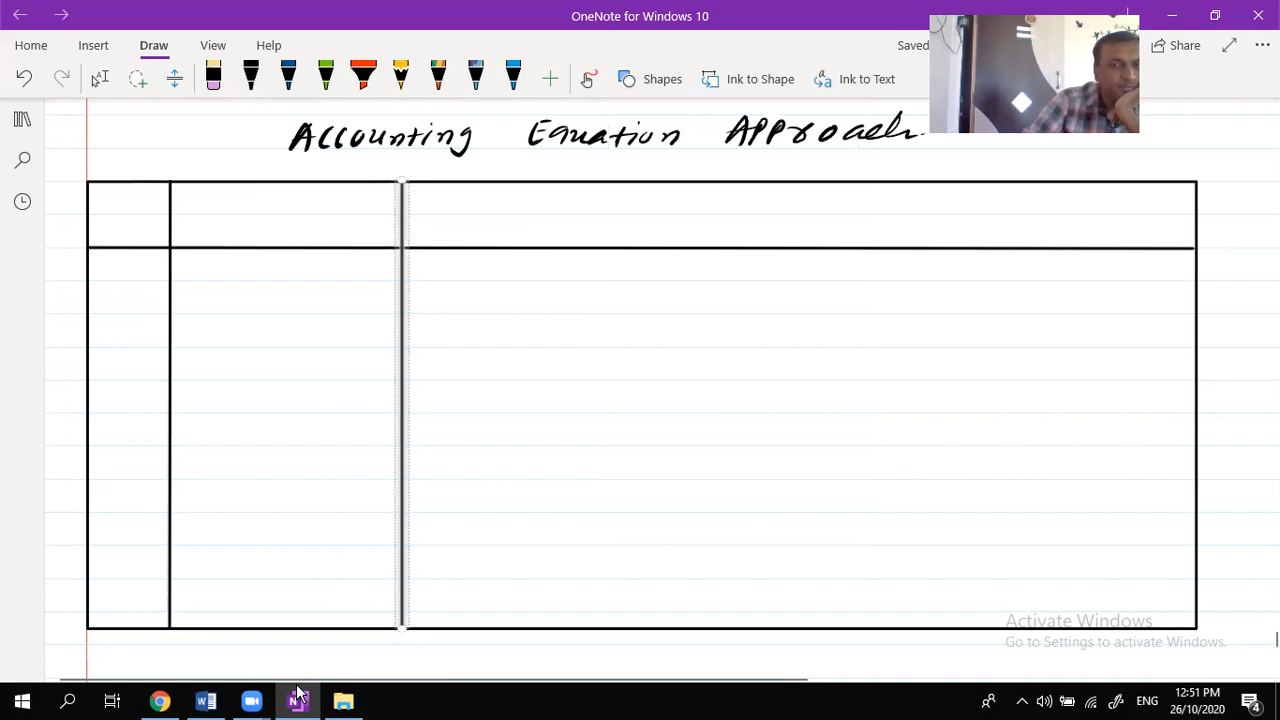 OneNote for Windows 10
Home Insert Draw View Help Saved Share
Shapes Ink to Shape Ink to Text
Accounting Equation Approach.
Activate Windows
Go to Settings to activate Windows.
ENG
12:51 PM
26/10/2020
4